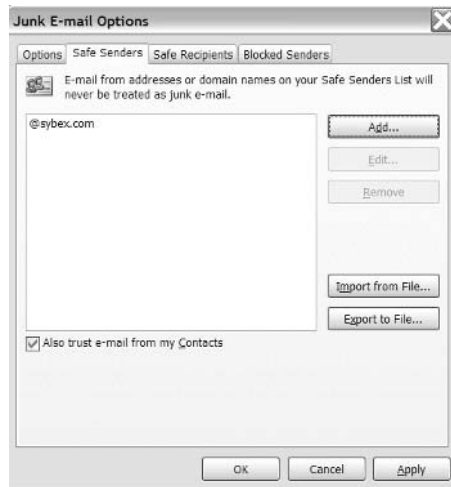 Junk E-mail Options
Options Safe Senders Safe Recipients Blocked Senders
E-mail from addresses or domain names on your Safe Senders List will
never be treated as junk e-mail.
@sybex.com
Add...
Edit...
Remove
Import from File...
Export to File...
Also trust e-mail from my Contacts
OK Cancel Apply